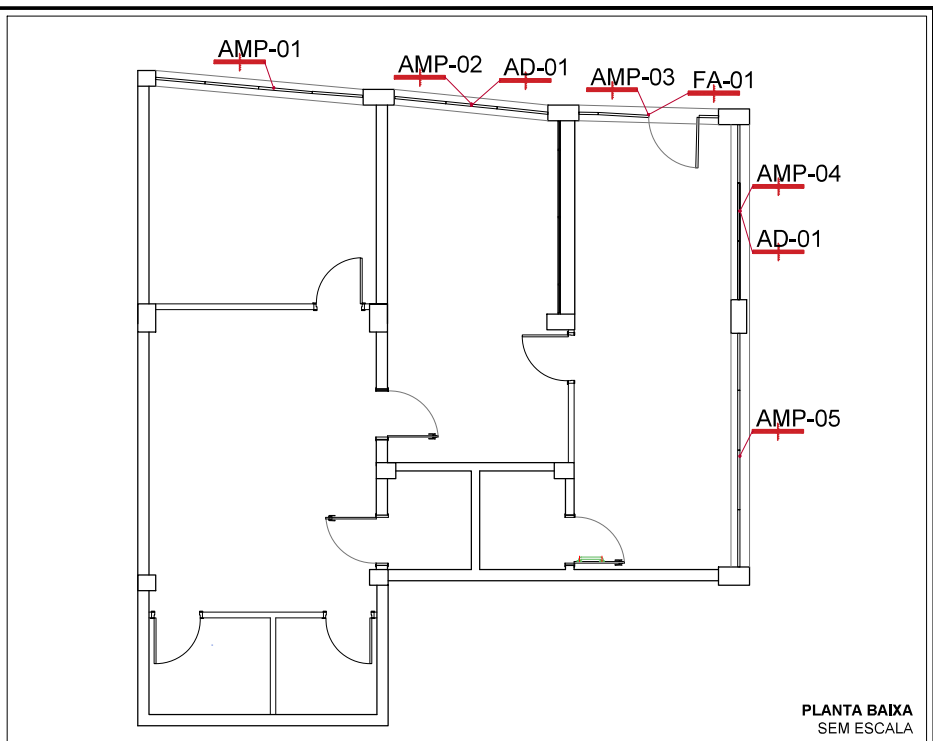 AMP-01
AMP-02
AD-01
AMP-03
FA-01
AMP-04
AD-01
AMP-05
PLANTA BAIXA
SEM ESCALA